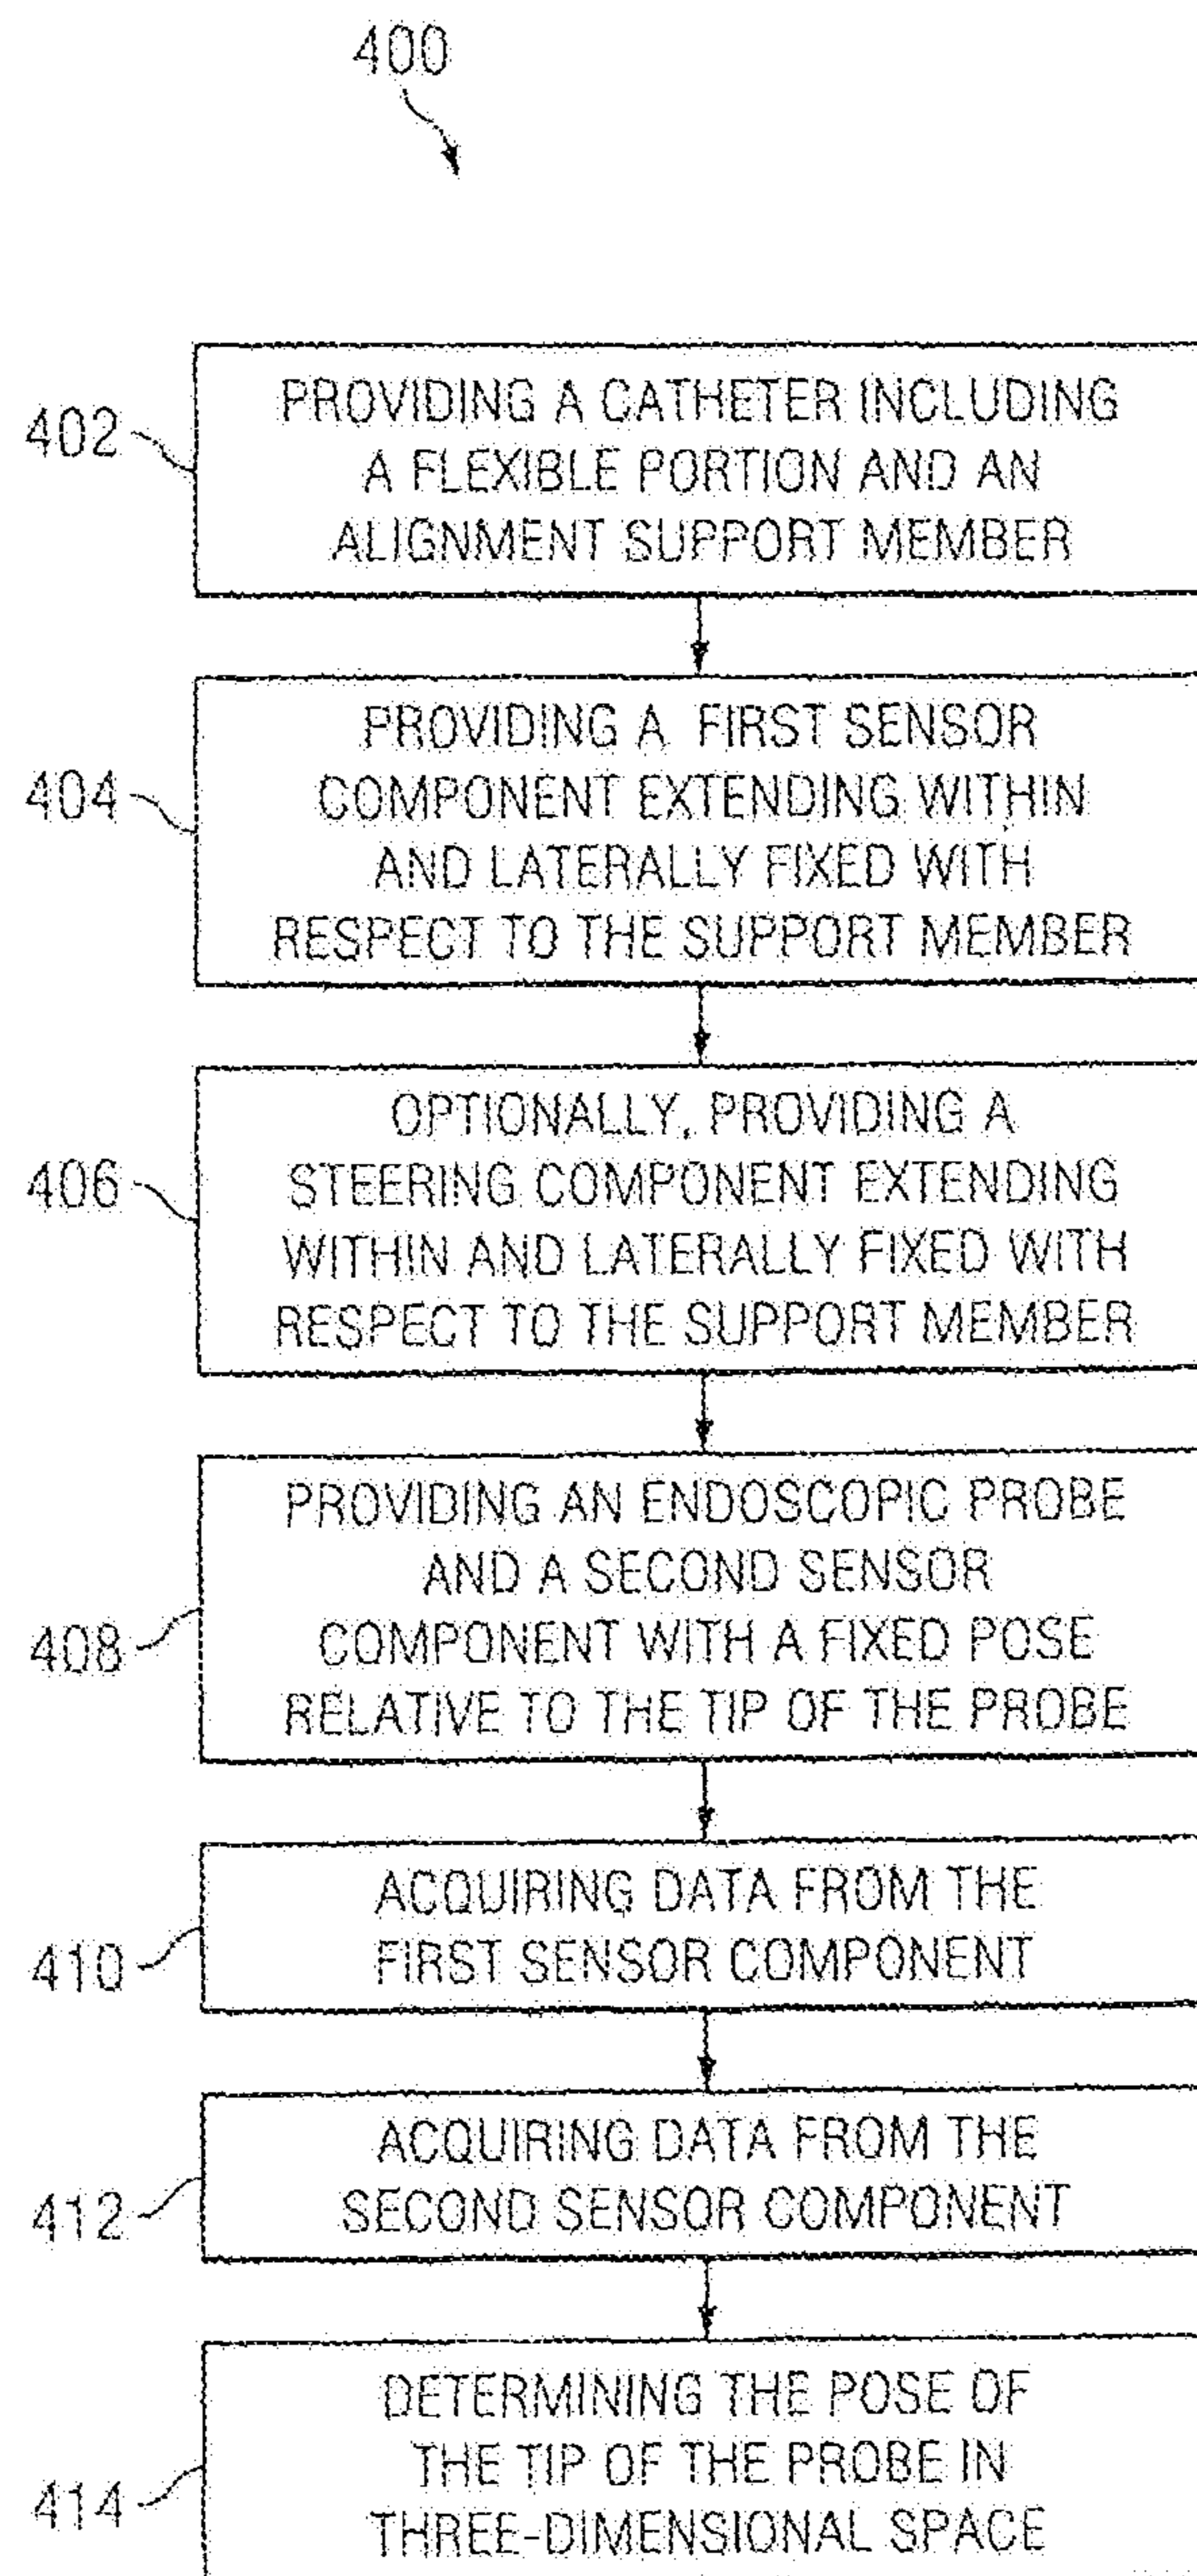 400
402
PROVIDING A CATHETER INCLUDING
A FLEXIBLE PORTION AND AN
ALIGNMENT SUPPORT MEMBER
404
PROVIDING A FIRST SENSOR
COMPONENT EXTENDING WITHIN
AND LATERALLY FIXED WITH
RESPECT TO THE SUPPORT MEMBER
406
OPTIONALLY, PROVIDING A
STEERING COMPONENT EXTENDING
WITHIN AND LATERALLY FIXED WITH
RESPECT TO THE SUPPORT MEMBER
408
PROVIDING AN ENDOSCOPIC PROBE
AND A SECOND SENSOR
COMPONENT WITH A FIXED POSE
RELATIVE TO THE TIP OF THE PROBE
410
ACQUIRING DATA FROM THE
FIRST SENSOR COMPONENT
412
ACQUIRING DATA FROM THE
SECOND SENSOR COMPONENT
414
DETERMINING THE POSE OF
THE TIP OF THE PROBE IN
THREE-DIMENSIONAL SPACE